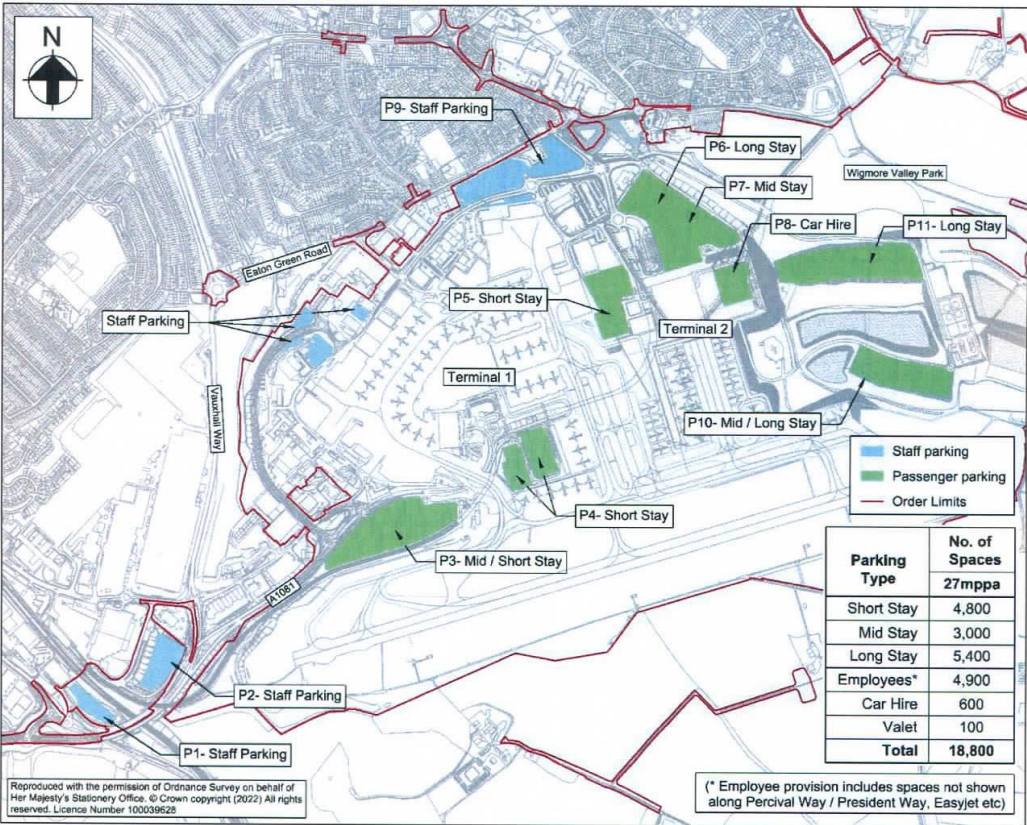 N
P9- Staff Parking
P6- Long Stay
P7- Mid Stay
Wigmore Valley Park
P8- Car Hire
P11- Long Stay
Eaton Green Road
P5- Short Stay
Staff Parking
Terminal 2
Terminal 1
Vauxhall Way
P10- Mid / Long Stay
P4- Short Stay
P3- Mid / Short Stay
A1081
P2- Staff Parking
P1- Staff Parking
Staff parking
Passenger parking
Order Limits
Parking Type No. of Spaces
27mppa
Short Stay 4,800
Mid Stay 3,000
Long Stay 5,400
Employees* 4,900
Car Hire 600
Valet 100
Total 18,800
Reproduced with the permission of Ordnance Survey on behalf of
Her Majesty's Stationery Office. © Crown copyright (2022) All rights
reserved. Licence Number 100039628
(* Employee provision includes spaces not shown
along Percival Way / President Way, Easyjet etc)